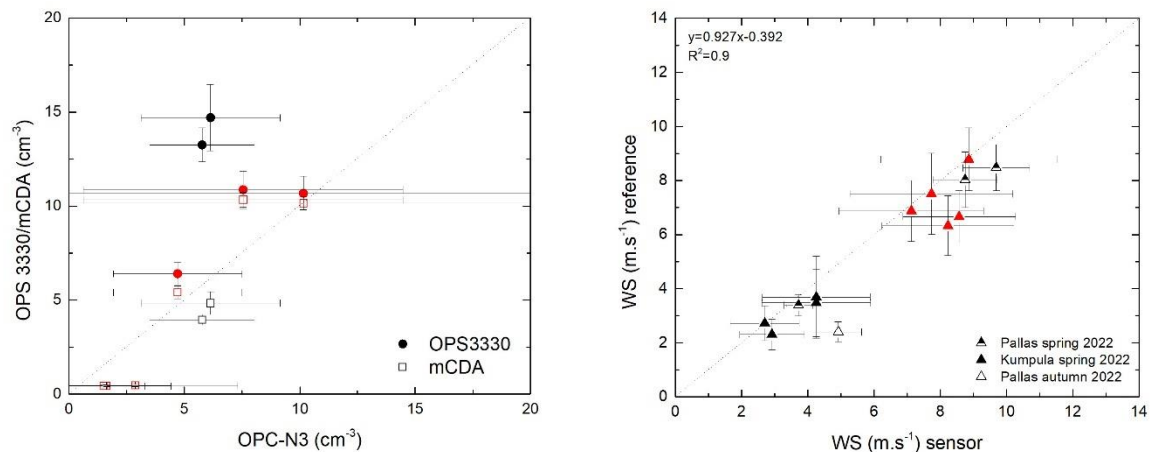 20
15
10
5
0
0
5
10
15
20
OPS 3330/mCDA (cm⁻³)
OPC-N3 (cm⁻³)
OPS3330
mCDA
y=0.927x-0.392
R²=0.9
14
12
10
8
6
4
2
0
0
2
4
6
8
10
12
14
WS (m.s⁻¹) reference
WS (m.s⁻¹) sensor
Pallas spring 2022
Kumpula spring 2022
Pallas autumn 2022